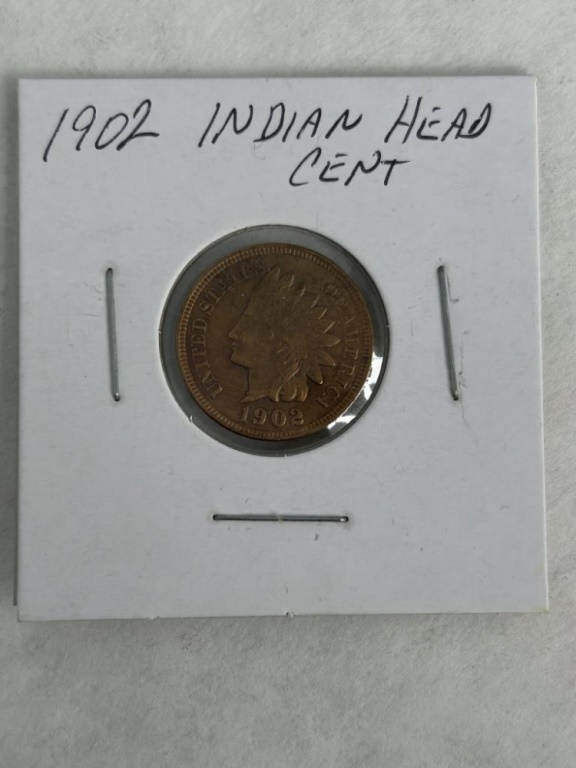 1902 INDIAN HEAD
CENT
UNITED STATES OF AMERICA
1902